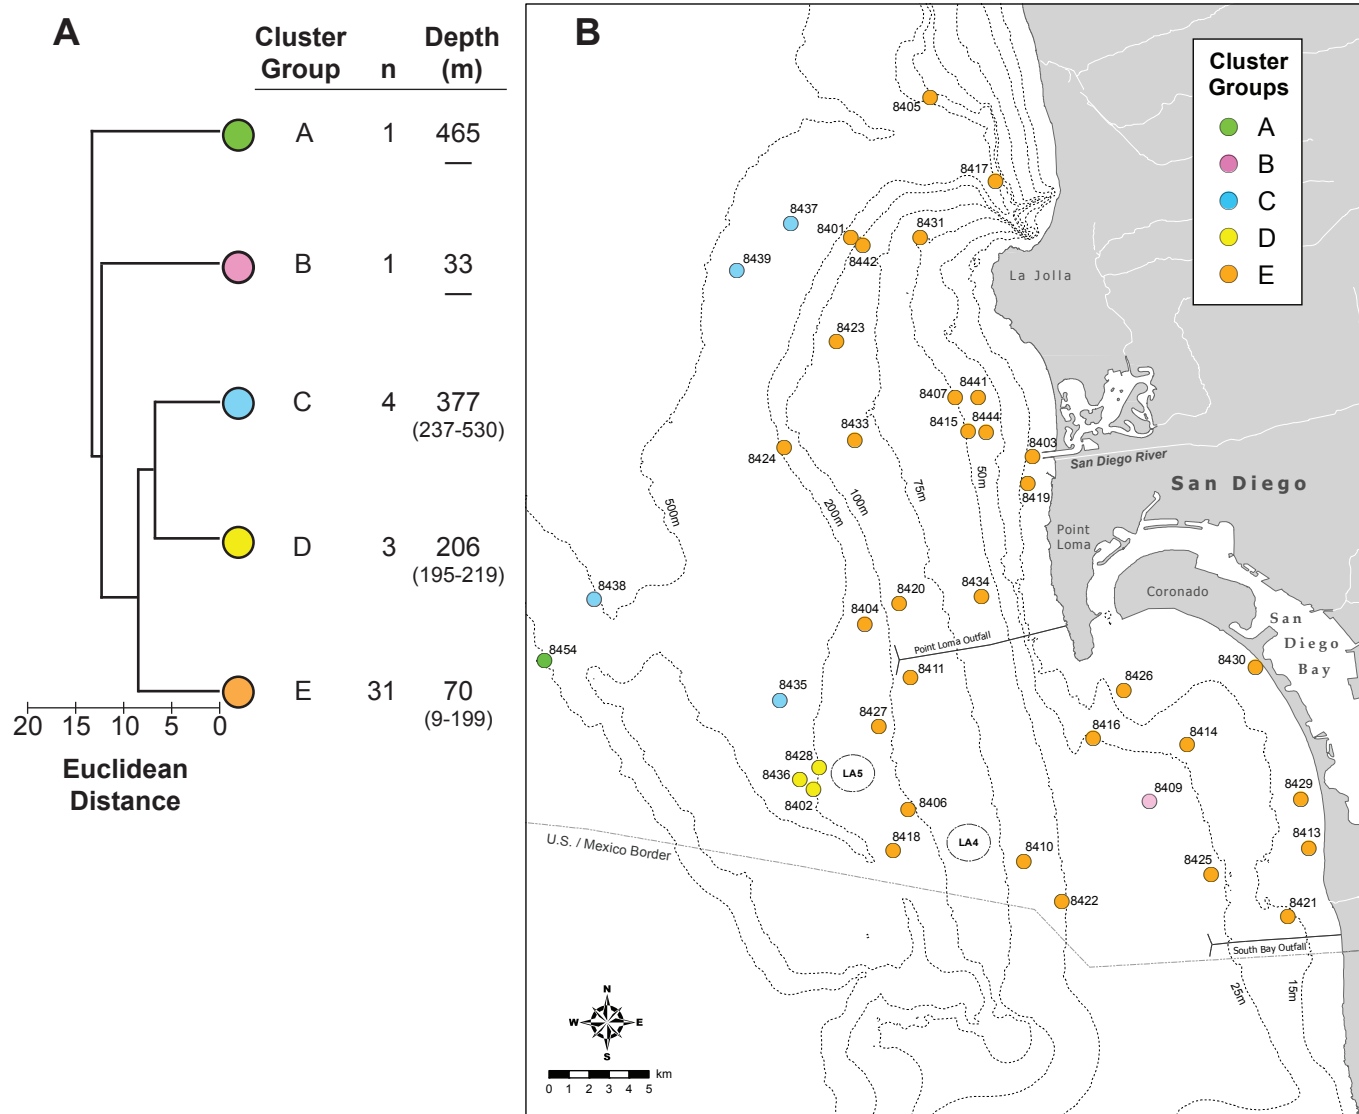 A
Cluster Group
n
Depth (m)
A 1 465
—
B 1 33
—
C 4 377
(237-530)
D 3 206
(195-219)
E 31 70
(9-199)
20 15 10 5 0
Euclidean
Distance
B
Cluster
Groups
A
B
C
D
E
8405
8417
8437
8401
8431
8442
8439
La Jolla
8423
8407
8441
8415
8444
8433
8424
8403
San Diego River
8419
San Diego
500m
200m
100m
75m
50m
Point
Loma
8438
8420
8434
8404
Coronado
San
Diego
Bay
Point Loma Outfall
8454
8411
8430
8426
8435
8427
8416
8414
8428
8436
8402
LA5
8409
8429
8406
8418
LA4
8410
8413
8425
U.S. / Mexico Border
8422
8421
South Bay Outfall
25m
15m
N
W
E
S
0 1 2 3 4 5 km